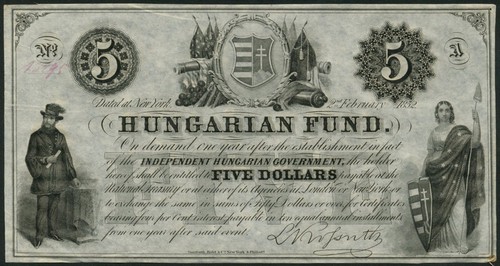 No
5
5
A
Dated at New York. 2nd February 1852
HUNGARIAN FUND.
On demand one year after the establishment in fact
of the INDEPENDENT HUNGARIAN GOVERNMENT, the holder
hereof shall be entitled to FIVE DOLLARS payable at the
National Treasury or at either of its Agencies in London or New York, or
to exchange the same in sums of Fifty Dollars or over for Certificates
bearing four per Cent interest payable in ten equal annual installments
from one year after said event.
L Kossuth